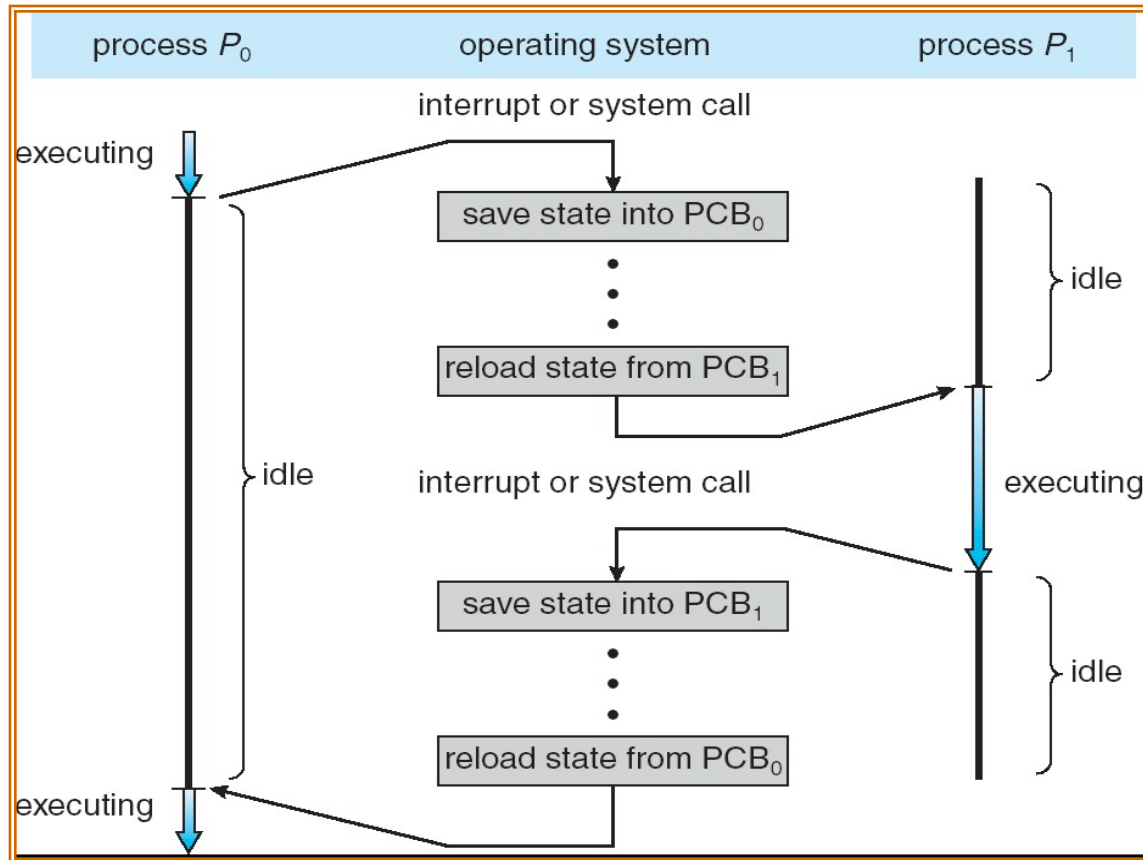 process P₀ operating system process P₁
interrupt or system call
executing
save state into PCB₀
idle
reload state from PCB₁
idle
interrupt or system call
executing
save state into PCB₁
idle
reload state from PCB₀
executing